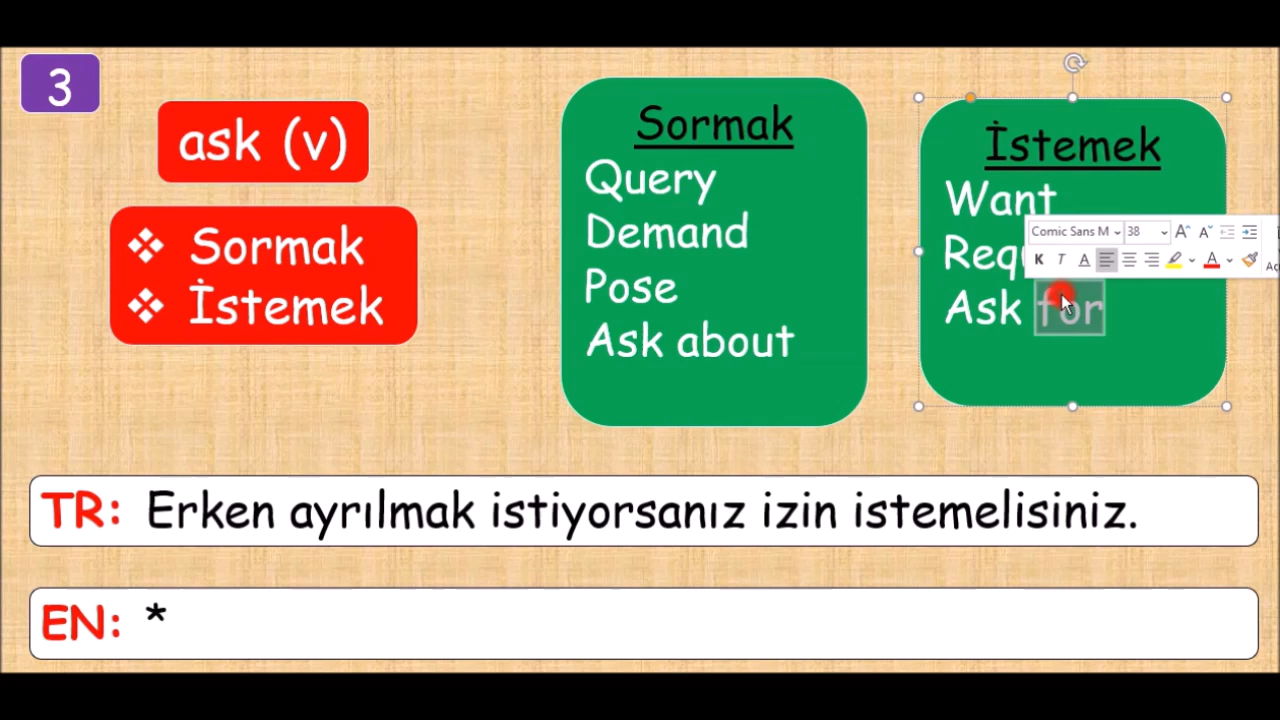 3
ask (v)
❖ Sormak
❖ İstemek
Sormak
Query
Demand
Pose
Ask about
İstemek
Want
Ask for
Comic Sans M
38
K T A
TR: Erken ayrılmak istiyorsanız izin istemelisiniz.
EN: *